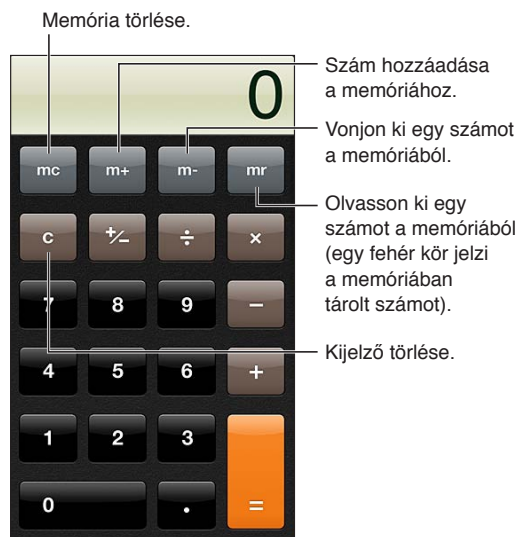 Memória törlése.
Szám hozzáadása
a memóriához.
Vonjon ki egy számot
a memóriából.
Olvasson ki egy
számot a memóriából
(egy fehér kör jelzi
a memóriában
tárolt számot).
Kijelző törlése.
0
mc m+ m- mr
c +/− ÷ ×
7 8 9 −
4 5 6 +
1 2 3
0 . =